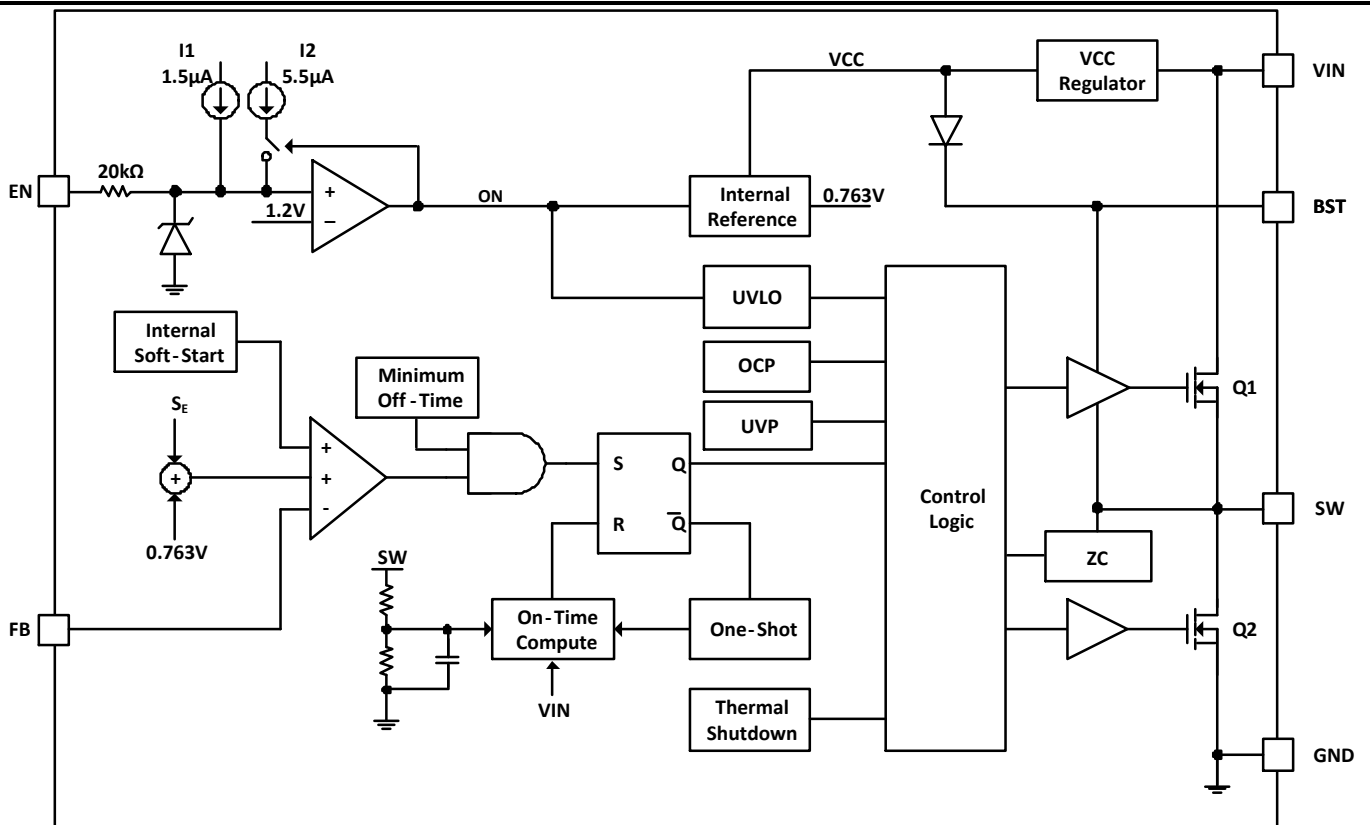 I1
1.5µA
I2
5.5µA
VCC
VCC
Regulator
VIN
EN
20kΩ
+
−
1.2V
ON
Internal
Reference
0.763V
BST
UVLO
Internal
Soft-Start
OCP
Minimum
Off-Time
UVP
SE
+
+
+
-
0.763V
S
Q
R
Q̅
Control
Logic
Q1
SW
ZC
SW
FB
On-Time
Compute
One-Shot
Q2
VIN
Thermal
Shutdown
GND